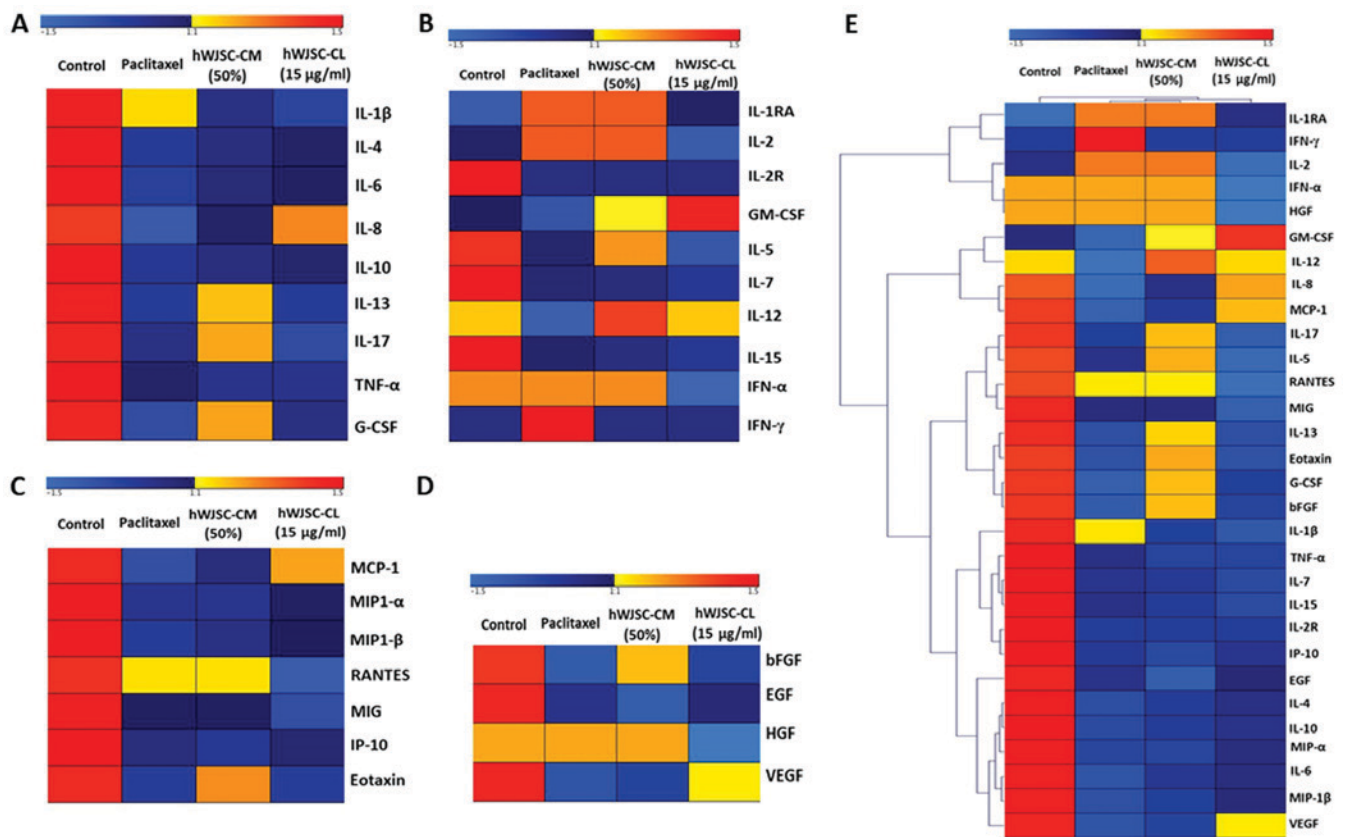 A
-1.5 1:1 1.5
Control Paclitaxel hWJSC-CM (50%) hWJSC-CL (15 µg/ml)
IL-1β
IL-4
IL-6
IL-8
IL-10
IL-13
IL-17
TNF-α
G-CSF
B
-1.5 1:1 1.5
Control Paclitaxel hWJSC-CM (50%) hWJSC-CL (15 µg/ml)
IL-1RA
IL-2
IL-2R
GM-CSF
IL-5
IL-7
IL-12
IL-15
IFN-α
IFN-γ
C
-1.5 1:1 1.5
Control Paclitaxel hWJSC-CM (50%) hWJSC-CL (15 µg/ml)
MCP-1
MIP1-α
MIP1-β
RANTES
MIG
IP-10
Eotaxin
D
-1.5 1:1 1.5
Control Paclitaxel hWJSC-CM (50%) hWJSC-CL (15 µg/ml)
bFGF
EGF
HGF
VEGF
E
-1.5 1:1 1.5
Control Paclitaxel hWJSC-CM (50%) hWJSC-CL (15 µg/ml)
IL-1RA
IFN-γ
IL-2
IFN-α
HGF
GM-CSF
IL-12
IL-8
MCP-1
IL-17
IL-5
RANTES
MIG
IL-13
Eotaxin
G-CSF
bFGF
IL-1β
TNF-α
IL-7
IL-15
IL-2R
IP-10
EGF
IL-4
IL-10
MIP-α
IL-6
MIP-1β
VEGF